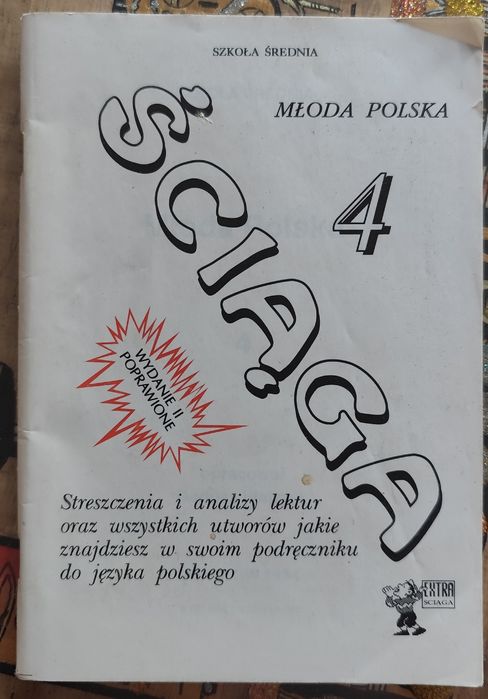 SZKOŁA ŚREDNIA
MŁODA POLSKA
4
ŚCIĄGA
WYDANIE II
POPRAWIONE
Streszczenia i analizy lektur
oraz wszystkich utworów jakie
znajdziesz w swoim podręczniku
do języka polskiego
EXTRA
ŚCIĄGA